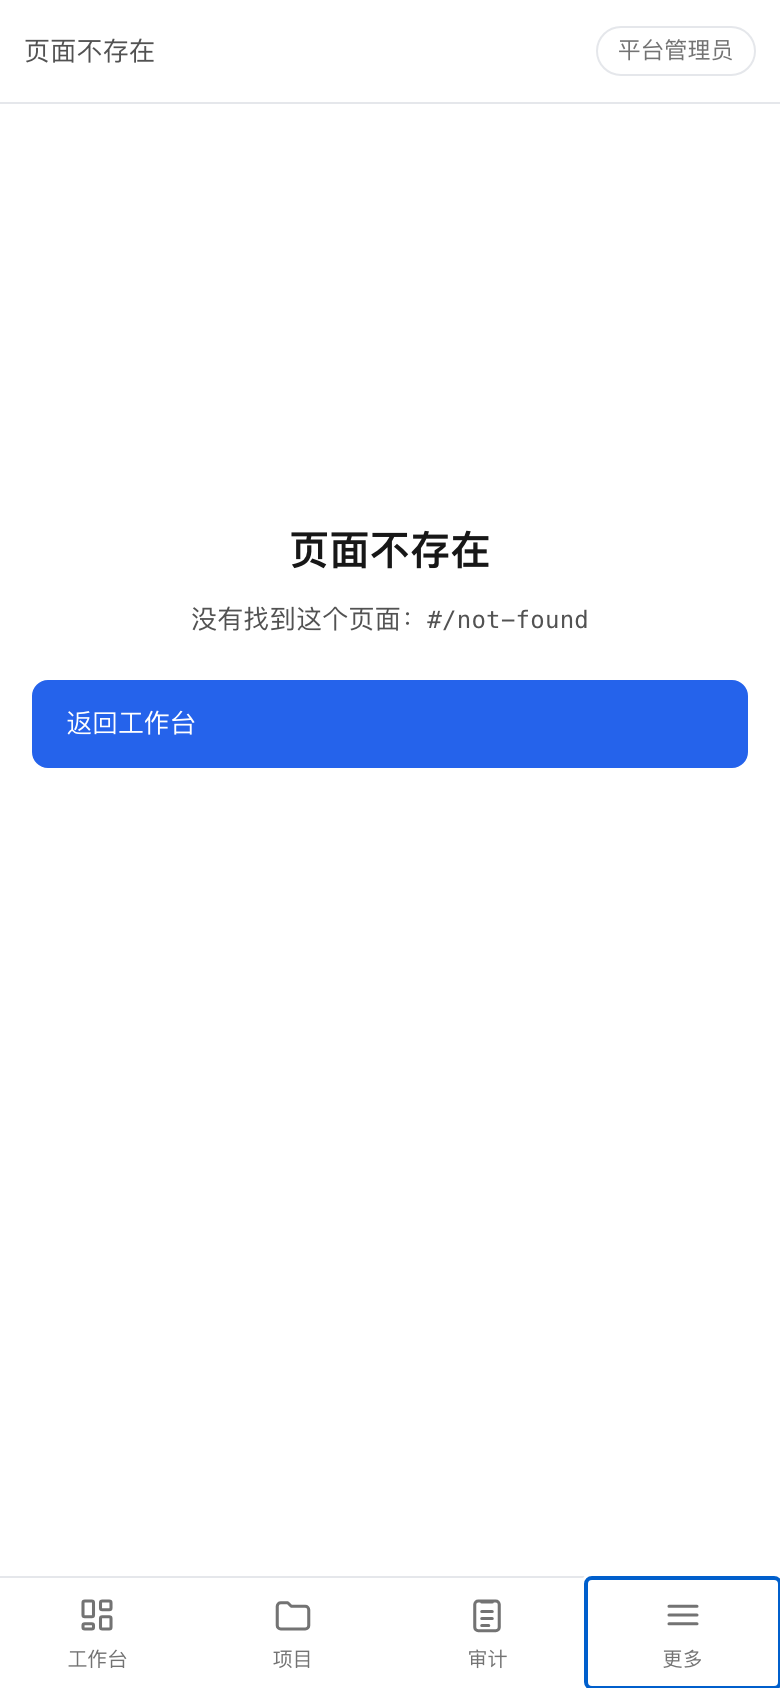 页面不存在
平台管理员
页面不存在
没有找到这个页面：#/not-found
返回工作台
工作台
项目
审计
更多